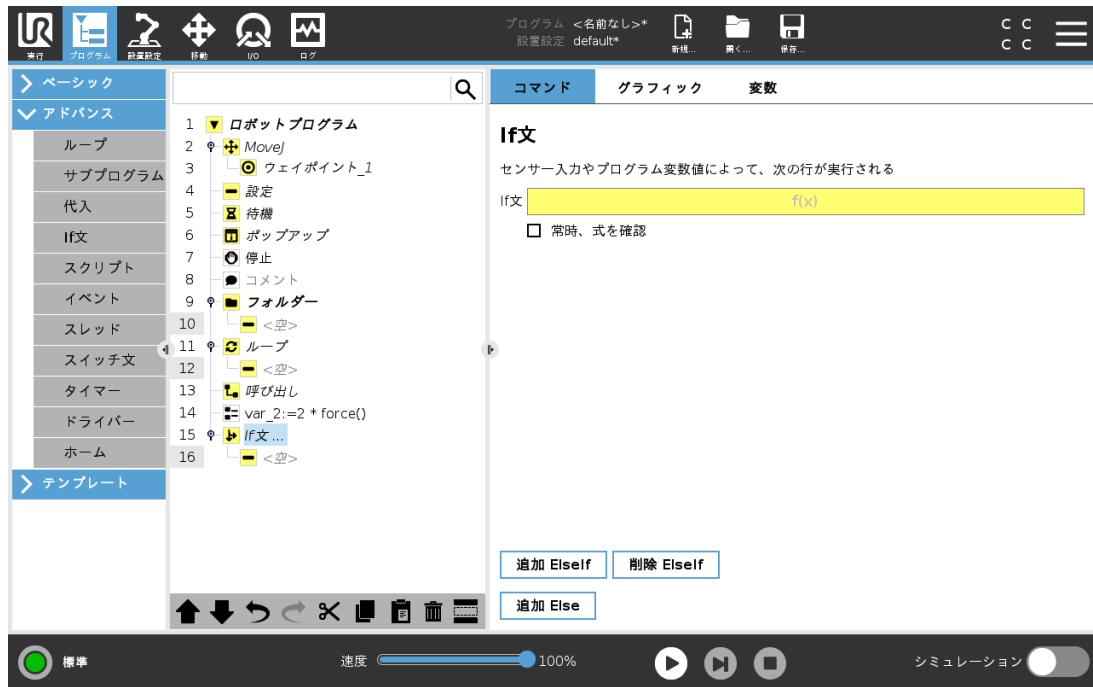 UR
実行
プログラム
設置設定
移動
I/O
ログ
プログラム <名前なし>*
設置設定 default*
新規...
開く...
保存...
C C
C C
ベーシック
アドバンス
ループ
サブプログラム
代入
If文
スクリプト
イベント
スレッド
スイッチ文
タイマー
ドライバー
ホーム
テンプレート
1 ロボットプログラム
2 MoveJ
3 ウェイポイント_1
4 設定
5 待機
6 ポップアップ
7 停止
8 コメント
9 フォルダー
10 <空>
11 ループ
12 <空>
13 呼び出し
14 var_2:=2 * force()
15 If文 ...
16 <空>
コマンド グラフィック 変数
If文
センサー入力やプログラム変数値によって、次の行が実行される
If文 f(x)
常時、式を確認
追加 ElseIf 削除 ElseIf
追加 Else
標準
速度 100%
シミュレーション